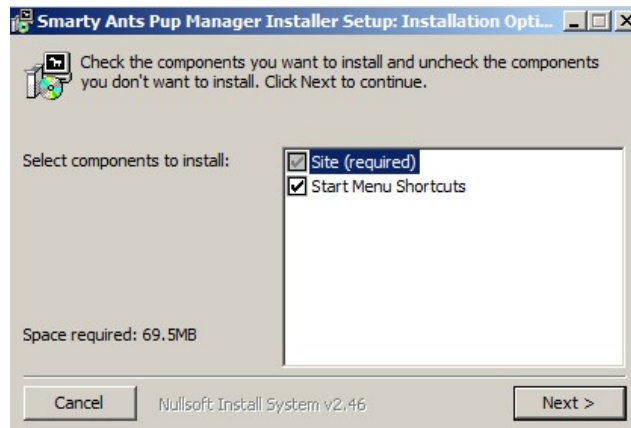 Smarty Ants Pup Manager Installer Setup: Installation Opti...
Check the components you want to install and uncheck the components
you don't want to install. Click Next to continue.
Select components to install:
Site (required)
Start Menu Shortcuts
Space required: 69.5MB
Cancel
Nullsoft Install System v2.46
Next >